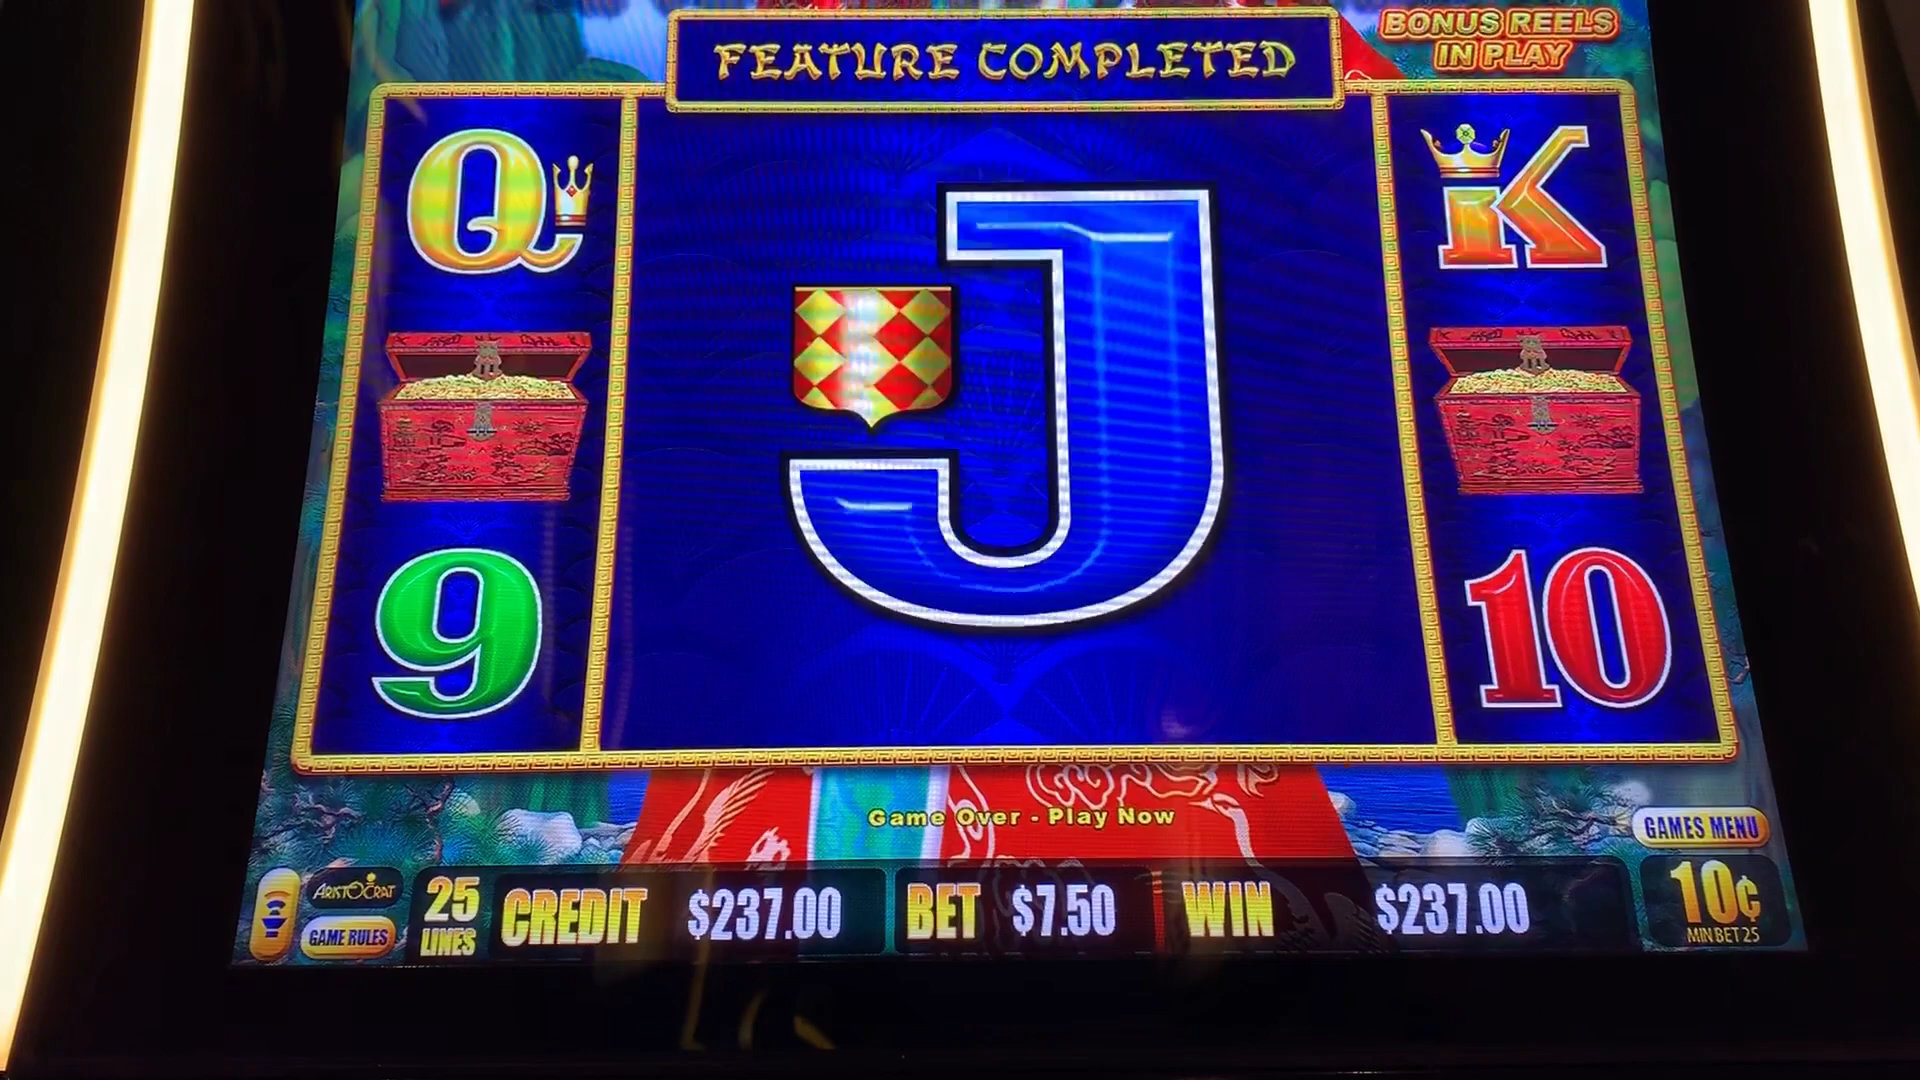 FEATURE COMPLETED
BONUS REELS
IN PLAY
Q
K
J
9
10
Game Over - Play Now
GAMES MENU
ARISTOCRAT
GAME RULES
25
LINES
CREDIT $237.00
BET $7.50
WIN $237.00
10¢
MIN BET 25